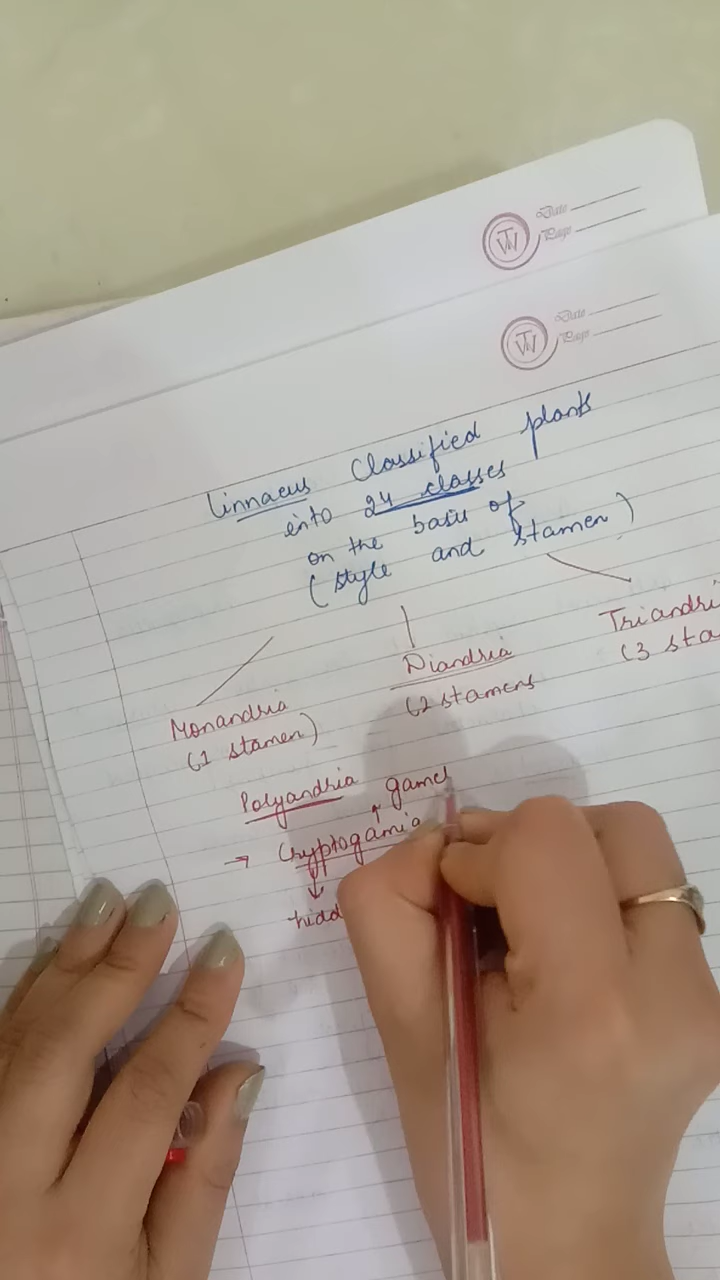 Date
Page
Date
Page
Linnaeus Classified plants
into 24 classes
on the basis of
(style and stamen)
Monandria
(1 stamen)
Diandria
(2 stamens
Triandri
(3 sta
Polyandria
gamet
→ Cryptogamia
hidd